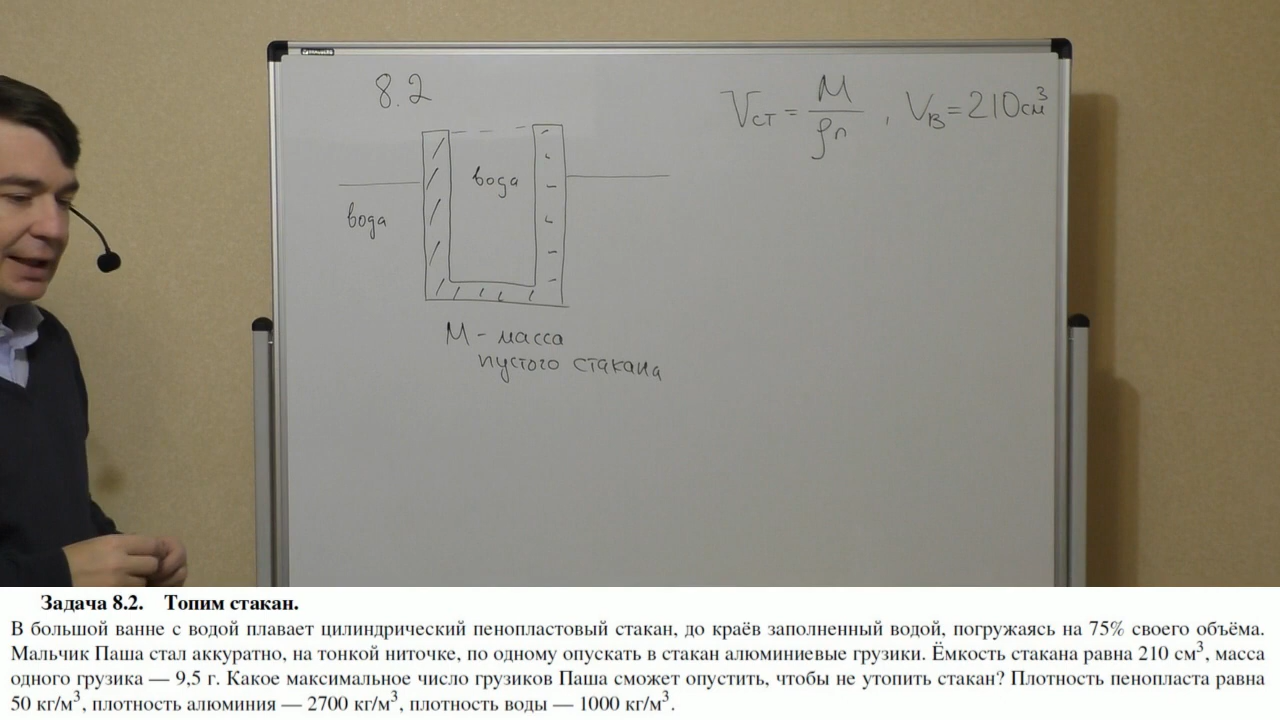 8.2
V_ст = M/ρ_п , V_в = 210 см³
вода
вода
M - масса
пустого стакана
Задача 8.2. Топим стакан.
В большой ванне с водой плавает цилиндрический пенопластовый стакан, до краёв заполненный водой, погружаясь на 75% своего объёма.
Мальчик Паша стал аккуратно, на тонкой ниточке, по одному опускать в стакан алюминиевые грузики. Ёмкость стакана равна 210 см³, масса
одного грузика — 9,5 г. Какое максимальное число грузиков Паша сможет опустить, чтобы не утопить стакан? Плотность пенопласта равна
50 кг/м³, плотность алюминия — 2700 кг/м³, плотность воды — 1000 кг/м³.